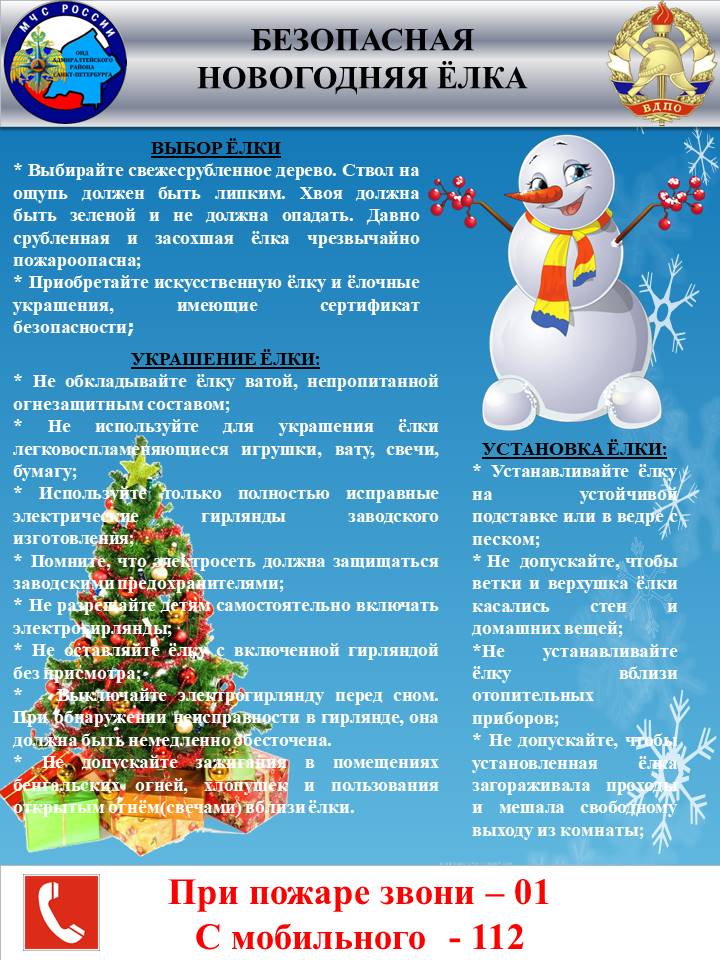 МЧС РОССИИ
ОНД
АДМИРАЛТЕЙСКОГО
РАЙОНА
САНКТ-ПЕТЕРБУРГА
БЕЗОПАСНАЯ
НОВОГОДНЯЯ ЁЛКА
ВДПО
ВЫБОР ЁЛКИ
* Выбирайте свежесрубленное дерево. Ствол на
ощупь должен быть липким. Хвоя должна
быть зеленой и не должна опадать. Давно
срубленная и засохшая ёлка чрезвычайно
пожароопасна;
* Приобретайте искусственную ёлку и ёлочные
украшения, имеющие сертификат
безопасности;
УКРАШЕНИЕ ЁЛКИ:
* Не обкладывайте ёлку ватой, непропитанной
огнезащитным составом;
* Не используйте для украшения ёлки
легковоспламеняющиеся игрушки, вату, свечи,
бумагу;
* Используйте только полностью исправные
электрические гирлянды заводского
изготовления;
* Помните, что электросеть должна защищаться
заводскими предохранителями;
* Не разрешайте детям самостоятельно включать
электрогирлянды;
* Не оставляйте ёлку с включенной гирляндой
без присмотра;
* Выключайте электрогирлянду перед сном.
При обнаружении неисправности в гирлянде, она
должна быть немедленно обесточена.
* Не допускайте зажигания в помещениях
бенгальских огней, хлопушек и пользования
открытым огнём(свечами) вблизи ёлки.
УСТАНОВКА ЁЛКИ:
* Устанавливайте ёлку
на устойчивой
подставке или в ведре с
песком;
* Не допускайте, чтобы
ветки и верхушка ёлки
касались стен и
домашних вещей;
*Не устанавливайте
ёлку вблизи
отопительных
приборов;
* Не допускайте, чтобы
установленная ёлка
загораживала проходы
и мешала свободному
выходу из комнаты;
При пожаре звони – 01
С мобильного - 112